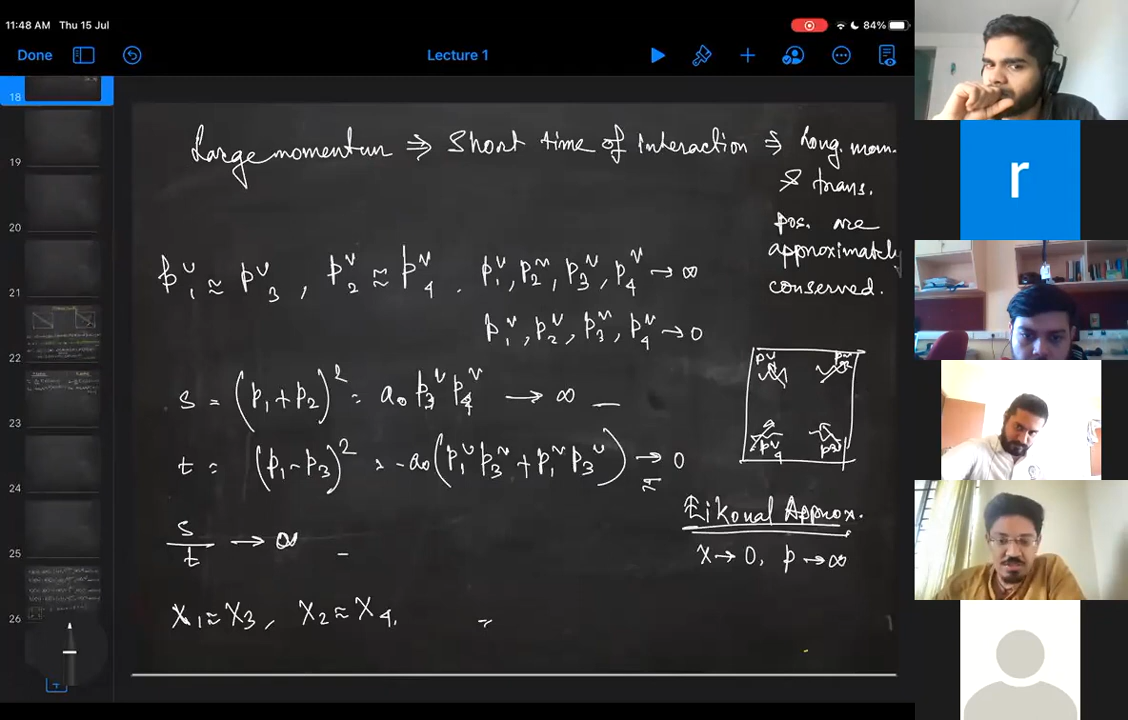 11:48 AM Thu 15 Jul
84%
Done
Lecture 1
18
19
20
21
22
23
24
25
26
Large momentum ⇒ Short time of interaction ⇒ Long. mom.
& trans.
pos. are
approximately
conserved.
p₁ᵁ ≈ p₃ᵁ, p₂ⱽ ≈ p₄ⱽ. p₁ᵁ, p₂ⱽ, p₃ᵁ, p₄ⱽ → ∞
p₁ⱽ, p₂ᵁ, p₃ⱽ, p₄ᵁ → 0
s = (p₁+p₂)² = a₀ p₃ᵁ p₄ⱽ → ∞
t = (p₁-p₃)² = -a₀(p₁ᵁ p₃ⱽ + p₁ⱽ p₃ᵁ) → 0
s/t → ∞
Eikonal Approx.
x → 0, p → ∞
x₁ ≈ x₃, x₂ ≈ x₄.
r